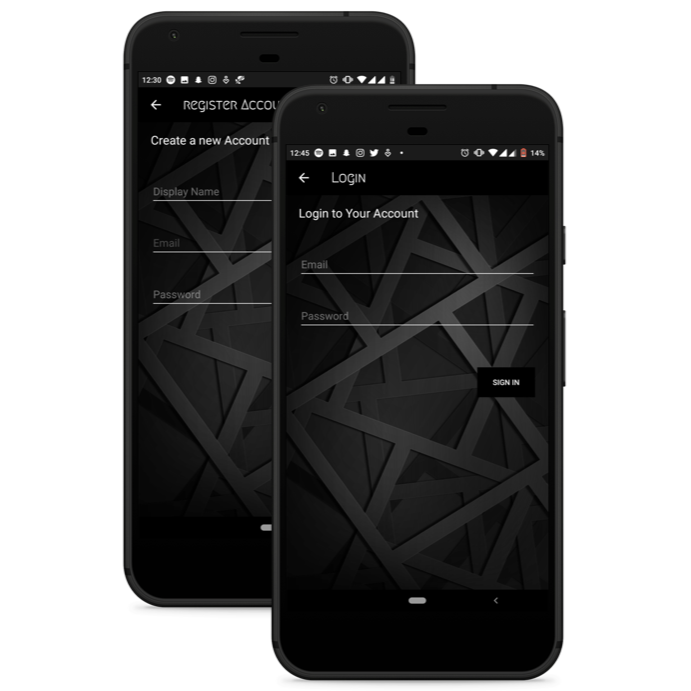 12:30
REGISTER ACCOU
Create a new Account
Display Name
Email
Password
12:45
14%
LOGIN
Login to Your Account
Email
Password
SIGN IN